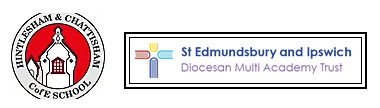 HINTLESHAM & CHATTISHAM
CofE SCHOOL
St Edmundsbury and Ipswich
Diocesan Multi Academy Trust